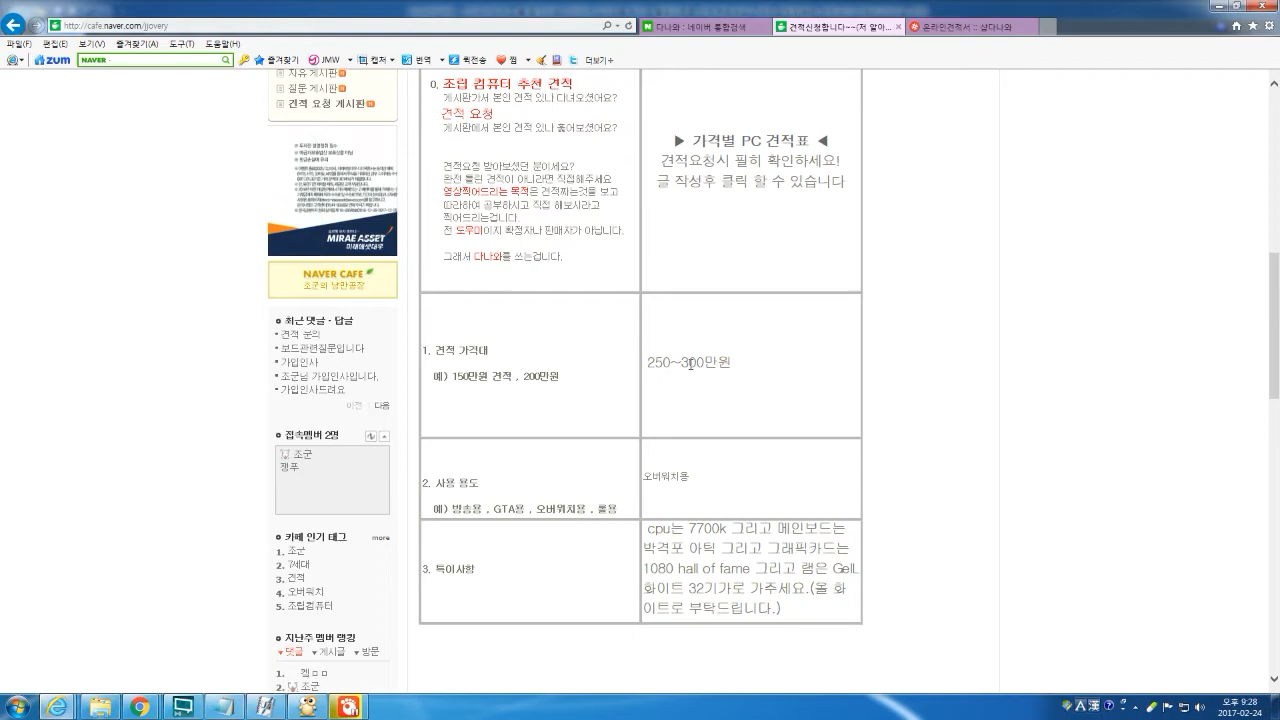 http://cafe.naver.com/jjovery
다나와 : 네이버 통합검색
견적신청합니다~~(저 알아...
온라인견적서 :: 샵다나와
파일(F) 편집(E) 보기(V) 즐겨찾기(A) 도구(T) 도움말(H)
zum NAVER 즐겨찾기 JMW 캡처 번역 퀵전송 찜 더보기+
자유 게시판
질문 게시판
견적 요청 게시판
MIRAE ASSET
미래에셋대우
NAVER CAFE
조군의 낭만공장
최근 댓글 · 답글
견적 문의
보드관련질문입니다
가입인사
조군님 가입인사입니다.
가입인사드려요
이전 다음
접속멤버 2명
조군
쨍푸
카페 인기 태그 more
1. 조군
2. 7세대
3. 견적
4. 오버워치
5. 조립컴퓨터
지난주 멤버 랭킹
댓글 게시글 방문
1. 켐ㅁㅁ
2. 조군
0. 조립 컴퓨터 추천 견적
게시판가서 본인 견적 있나 다녀오셨어요?
견적 요청
게시판에서 본인 견적 있나 훑어보셨어요?
견적요청 받아보셨던 분이세요?
완전 틀린 견적이 아니라면 직접해주세요
영상찍어드리는 목적은 견적짜는법를 보고
따라하여 공부하시고 직접 해보시라고
찍어드리는겁니다.
전 도우미이지 확정자나 판매자가 아닙니다.
그래서 다나와를 쓰는겁니다.
▶ 가격별 PC 견적표 ◀
견적요청시 필히 확인하세요!
1. 견적 가격대
예) 150만원 견적 , 200만원
250~300만원
2. 사용 용도
예) 방송용 , GTA용 , 오버워치용 , 롤용
오버워치용
3. 특이사항
cpu는 7700k 그리고 메인보드는
박격포 아틱 그리고 그래픽카드는
1080 hall of fame 그리고 램은 GeIL
화이트 32기가로 가주세요.(올 화
이트로 부탁드립니다.)
오후 9:28
2017-02-24